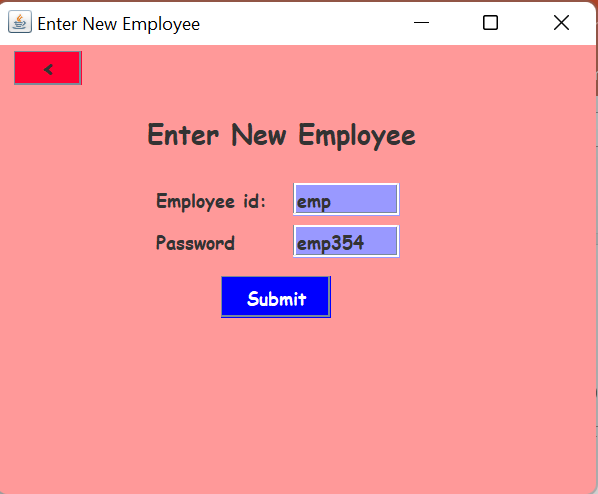 Enter New Employee
<
Enter New Employee
Employee id: emp
Password emp354
Submit